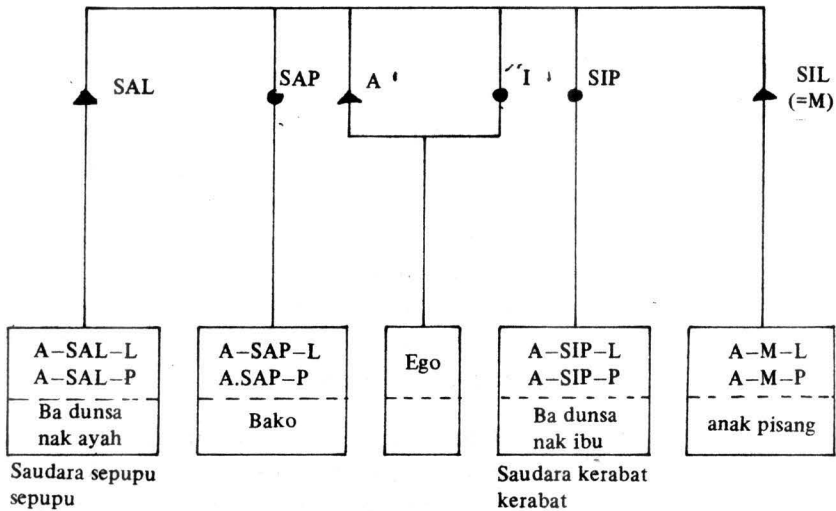 SAL
SAP
A
I
SIP
SIL
(=M)
A–SAL–L
A–SAL–P
Ba dunsa
nak ayah
Saudara sepupu
sepupu
A–SAP–L
A.SAP–P
Bako
Ego
A–SIP–L
A–SIP–P
Ba dunsa
nak ibu
Saudara kerabat
kerabat
A–M–L
A–M–P
anak pisang